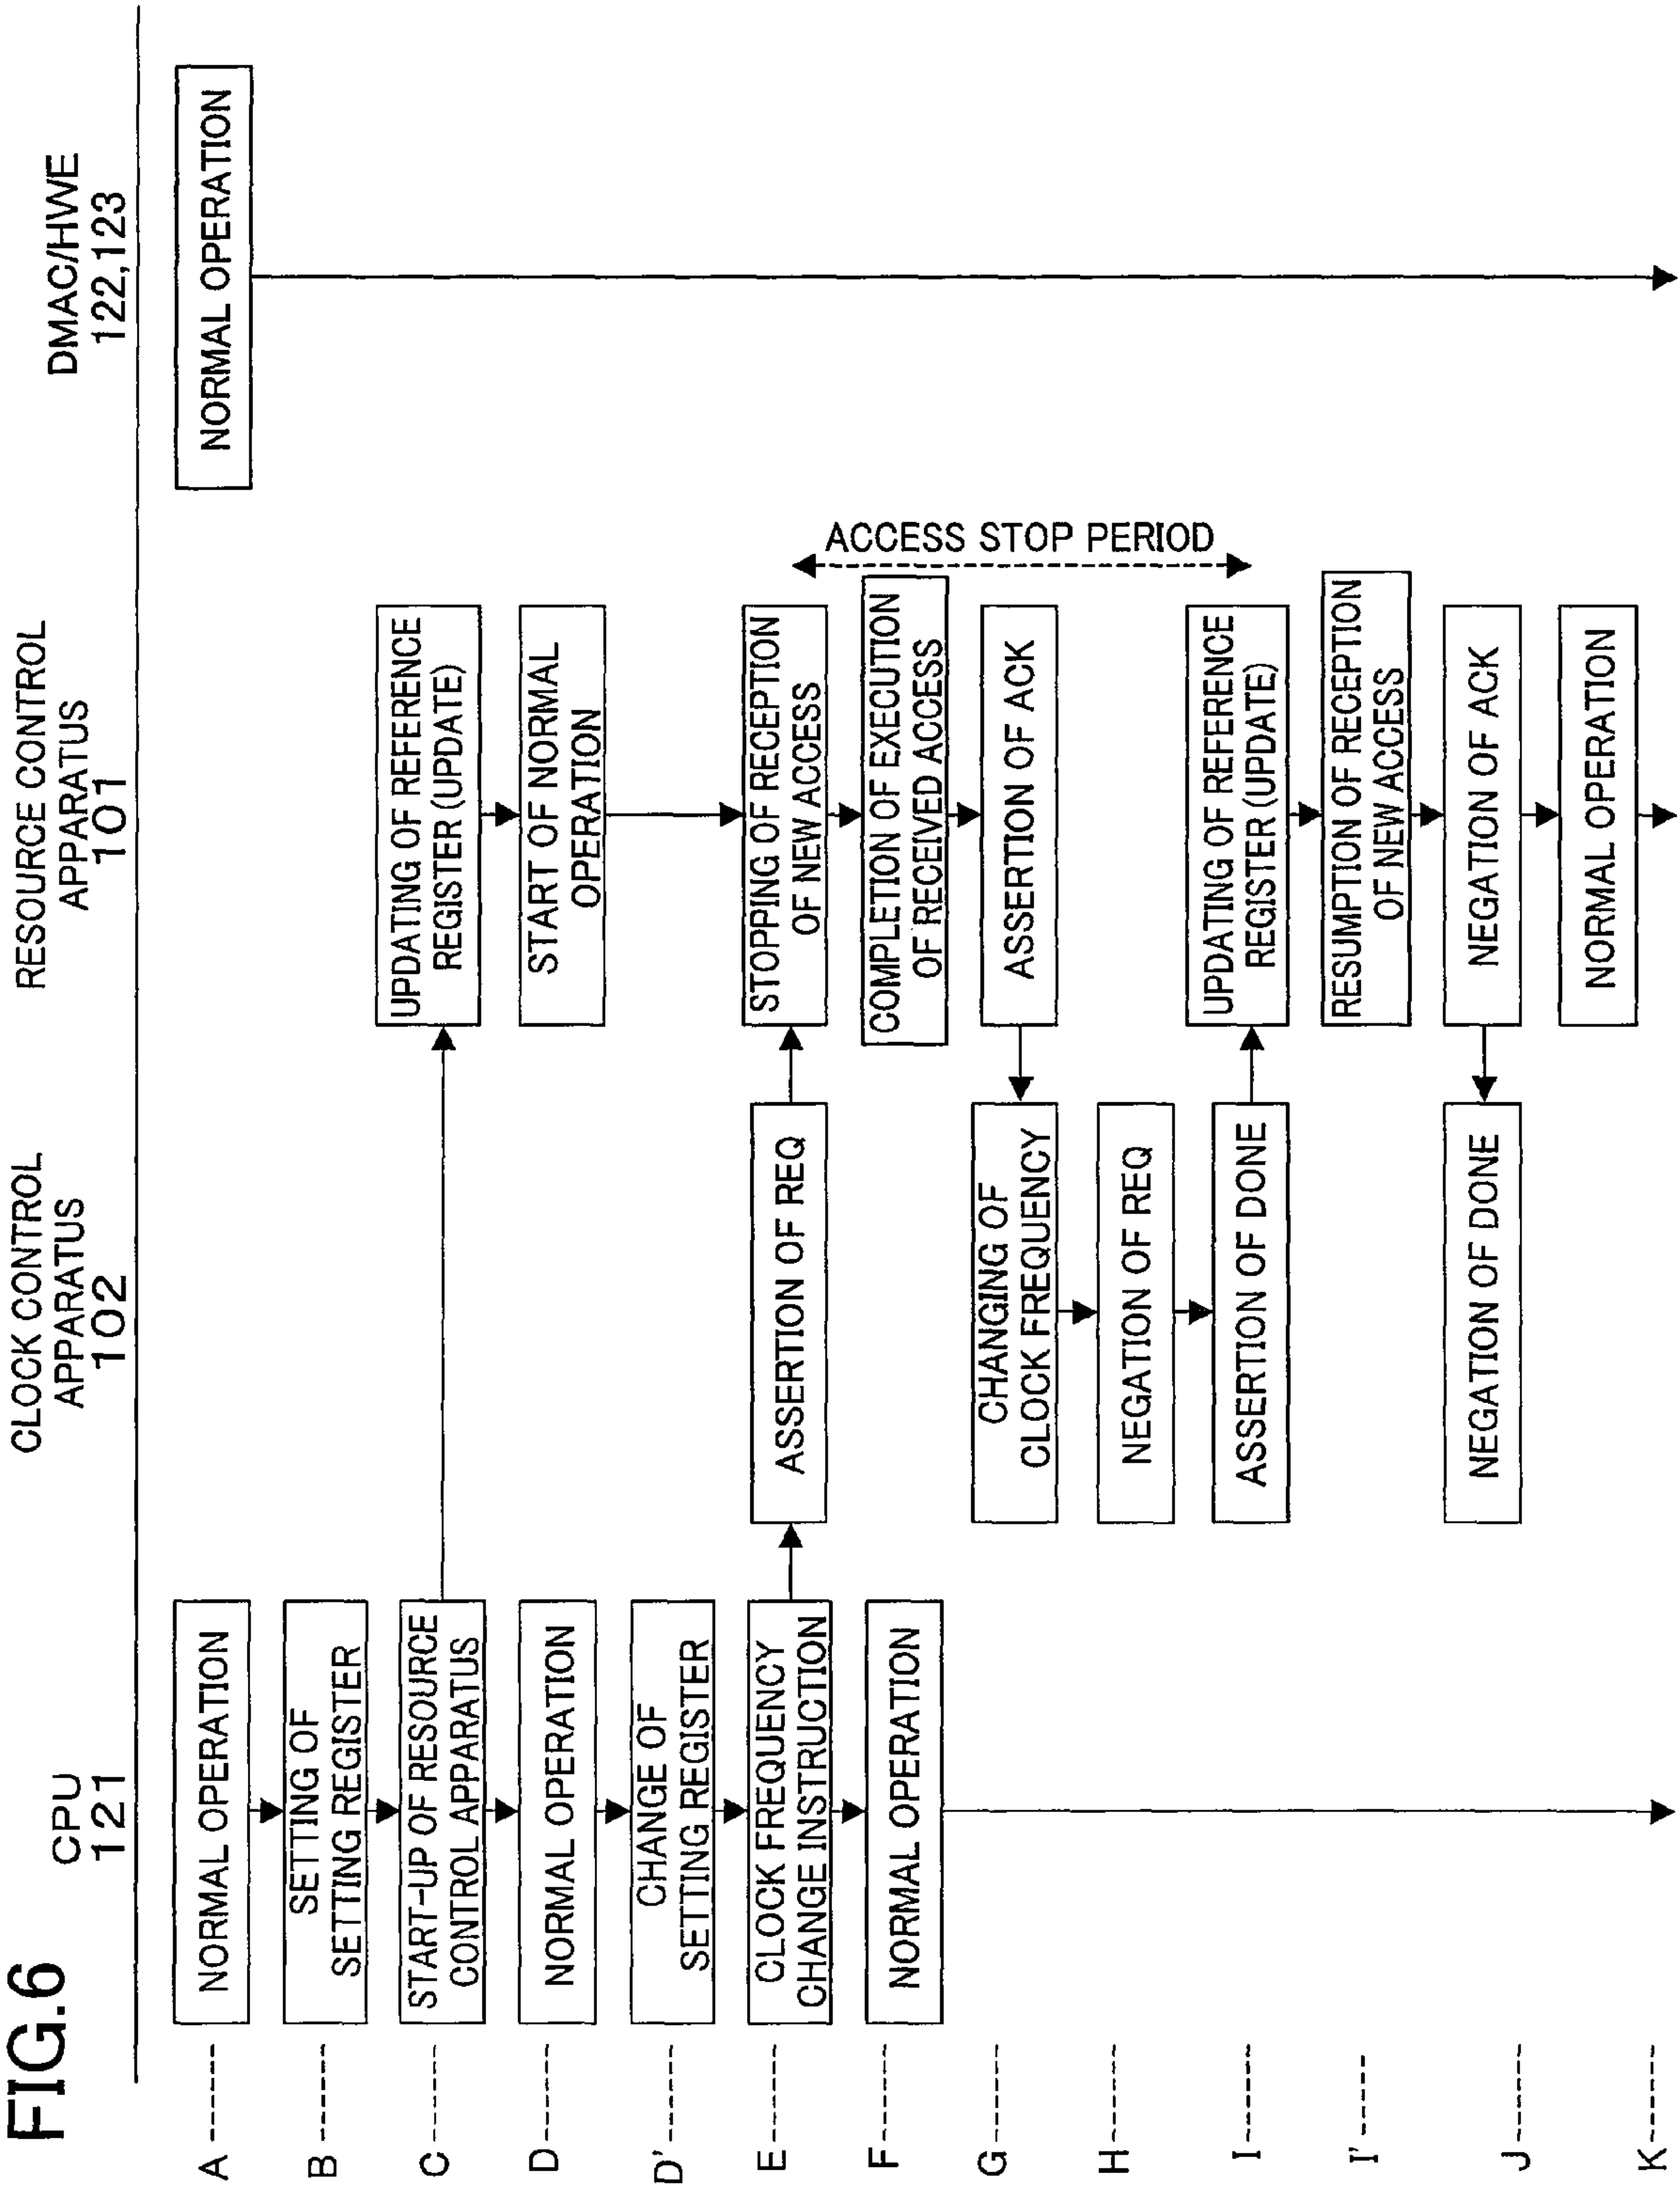 FIG.6
CPU
121
CLOCK CONTROL
APPARATUS
102
RESOURCE CONTROL
APPARATUS
101
DMAC/HWE
122,123
A
NORMAL OPERATION
NORMAL OPERATION
B
SETTING OF
SETTING REGISTER
C
START-UP OF RESOURCE
CONTROL APPARATUS
UPDATING OF REFERENCE
REGISTER (UPDATE)
D
NORMAL OPERATION
START OF NORMAL
OPERATION
D'
CHANGE OF
SETTING REGISTER
E
CLOCK FREQUENCY
CHANGE INSTRUCTION
ASSERTION OF REQ
STOPPING OF RECEPTION
OF NEW ACCESS
ACCESS STOP PERIOD
F
NORMAL OPERATION
COMPLETION OF EXECUTION
OF RECEIVED ACCESS
G
CHANGING OF
CLOCK FREQUENCY
ASSERTION OF ACK
H
NEGATION OF REQ
I
ASSERTION OF DONE
UPDATING OF REFERENCE
REGISTER (UPDATE)
I'
RESUMPTION OF RECEPTION
OF NEW ACCESS
J
NEGATION OF DONE
NEGATION OF ACK
K
NORMAL OPERATION